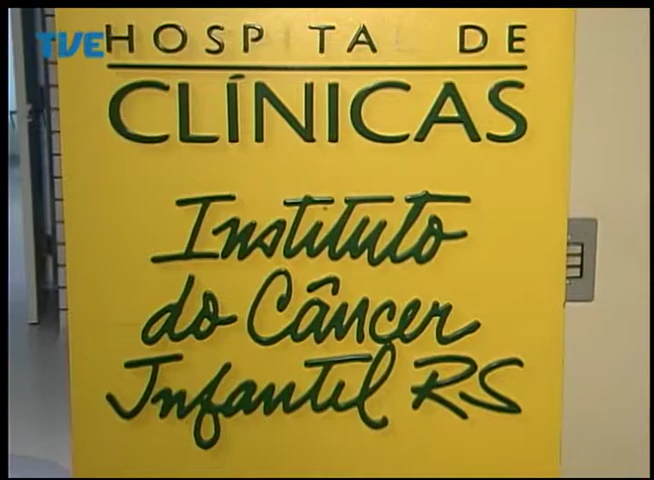 TVE
HOSPITAL DE
CLÍNICAS
Instituto
do Câncer
Infantil RS